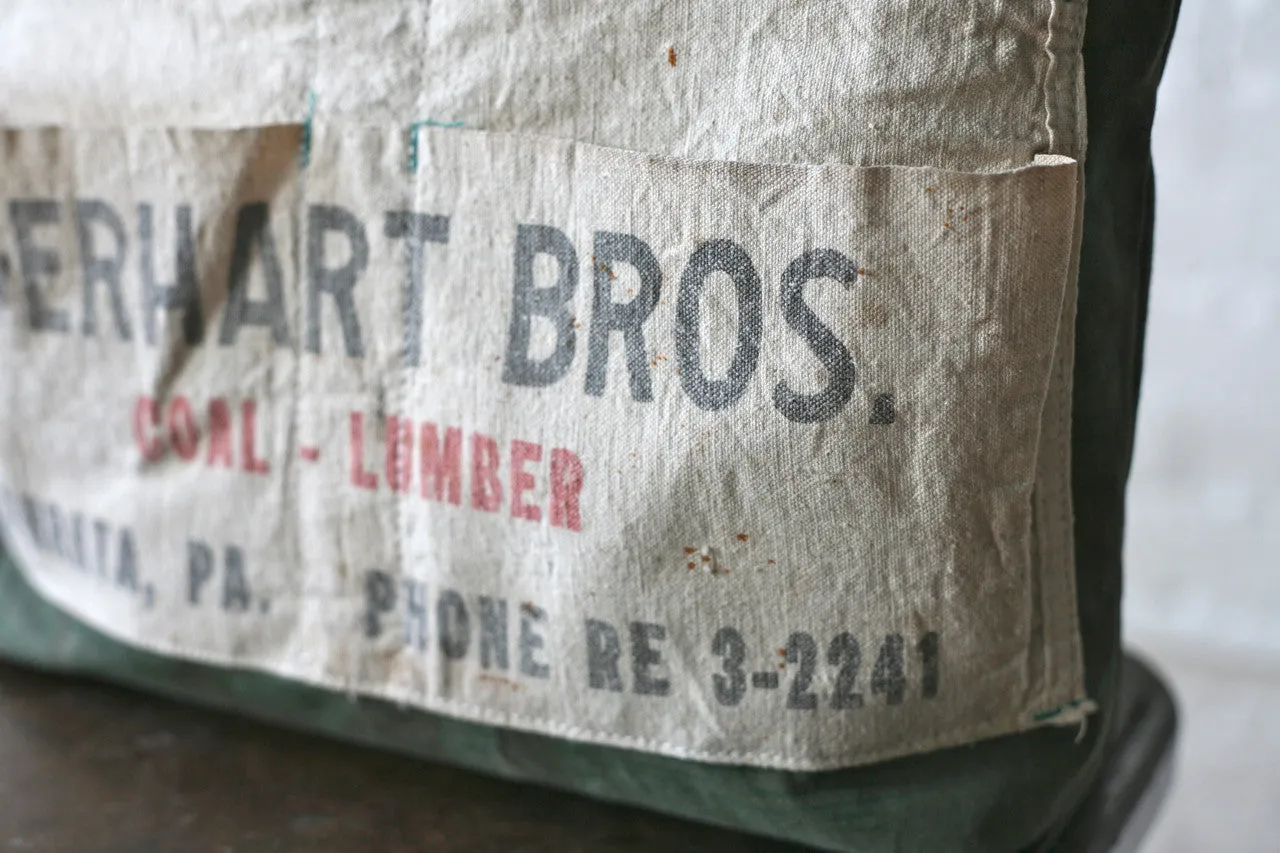 ERHART BROS.
COAL - LUMBER
PA. PHONE RE 3-2241